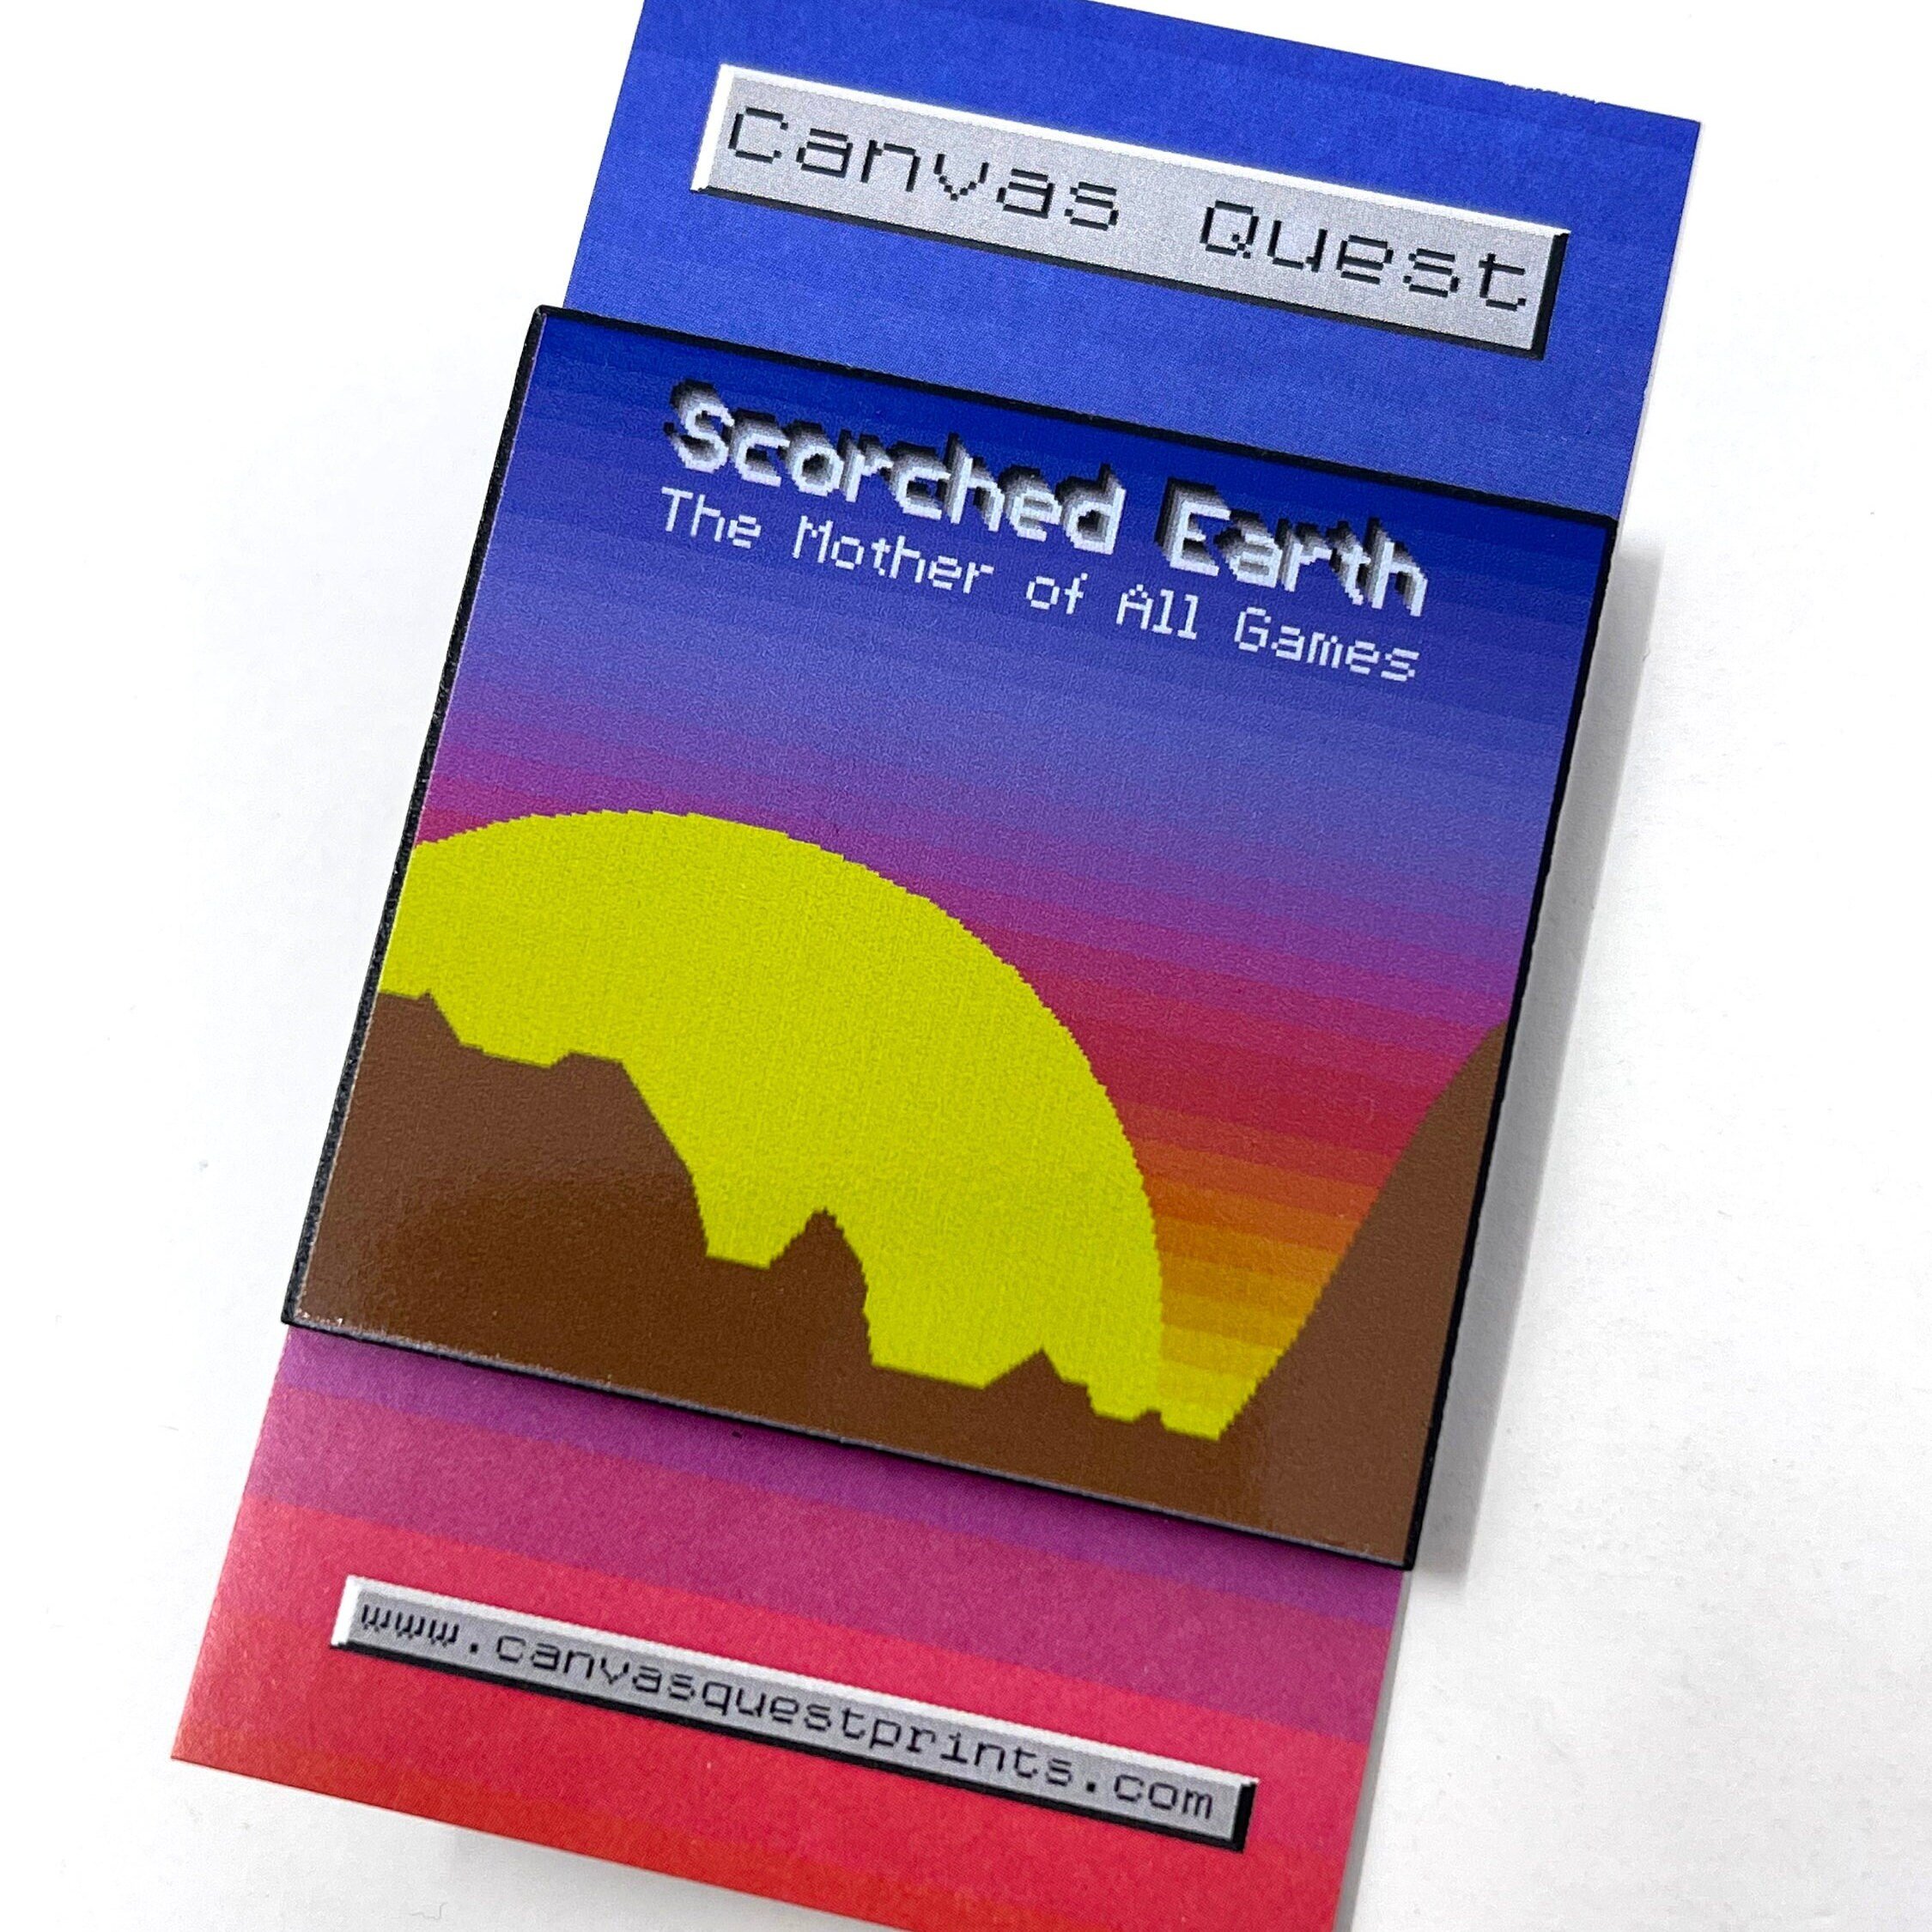 Canvas Quest
Scorched Earth
The Mother of All Games
www.canvasquestprints.com